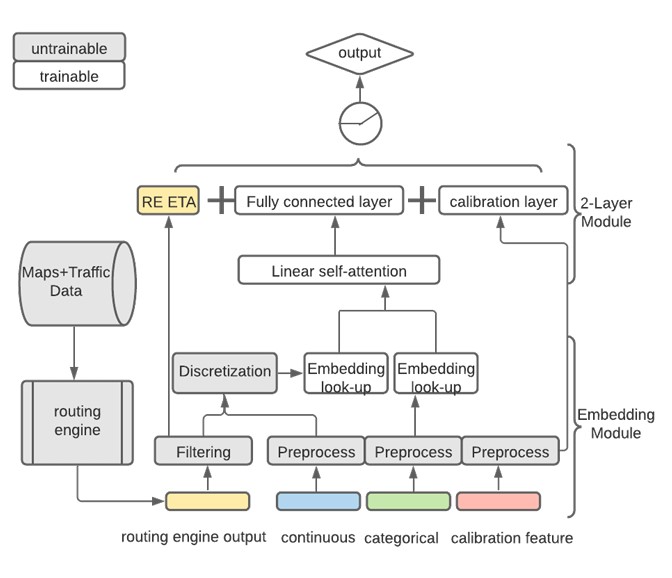 untrainable
trainable
output
RE ETA
Fully connected layer
calibration layer
2-Layer
Module
Maps+Traffic
Data
Linear self-attention
Discretization
Embedding
look-up
Embedding
look-up
routing
engine
Embedding
Module
Filtering
Preprocess
Preprocess
Preprocess
routing engine output
continuous
categorical
calibration feature